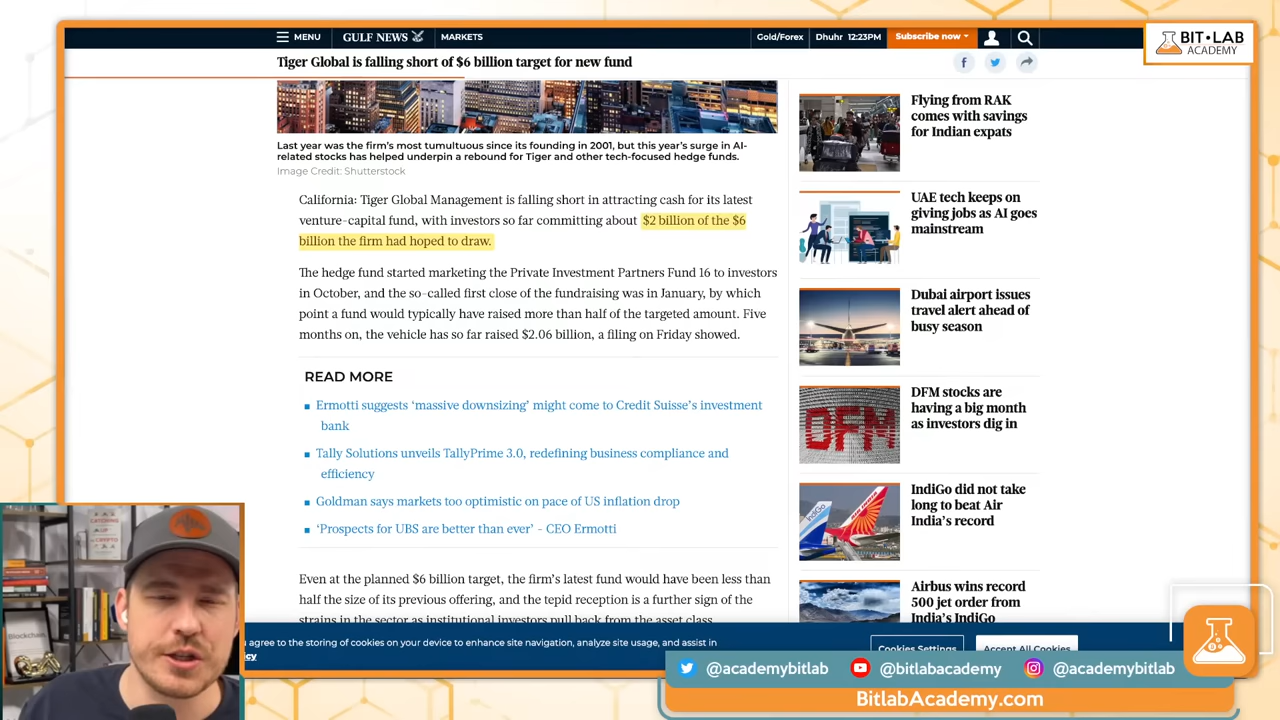 MENU
GULF NEWS
MARKETS
Gold/Forex
Dhuhr 12:23PM
Subscribe now
BIT•LAB
ACADEMY
Tiger Global is falling short of $6 billion target for new fund
Last year was the firm's most tumultuous since its founding in 2001, but this year's surge in AI-
related stocks has helped underpin a rebound for Tiger and other tech-focused hedge funds.
Image Credit: Shutterstock
California: Tiger Global Management is falling short in attracting cash for its latest
venture-capital fund, with investors so far committing about $2 billion of the $6
billion the firm had hoped to draw.
The hedge fund started marketing the Private Investment Partners Fund 16 to investors
in October, and the so-called first close of the fundraising was in January, by which
point a fund would typically have raised more than half of the targeted amount. Five
months on, the vehicle has so far raised $2.06 billion, a filing on Friday showed.
READ MORE
Ermotti suggests 'massive downsizing' might come to Credit Suisse's investment
bank
Tally Solutions unveils TallyPrime 3.0, redefining business compliance and
efficiency
Goldman says markets too optimistic on pace of US inflation drop
'Prospects for UBS are better than ever' - CEO Ermotti
Even at the planned $6 billion target, the firm's latest fund would have been less than
half the size of its previous offering, and the tepid reception is a further sign of the
strains in the sector as institutional investors pull back from the asset class.
Flying from RAK
comes with savings
for Indian expats
UAE tech keeps on
giving jobs as AI goes
mainstream
Dubai airport issues
travel alert ahead of
busy season
DFM
DFM stocks are
having a big month
as investors dig in
IndiGo
IndiGo did not take
long to beat Air
India's record
Airbus wins record
500 jet order from
India's IndiGo
agree to the storing of cookies on your device to enhance site navigation, analyze site usage, and assist in
Cookies Settings
Accept All Cookies
Blockchain
@academybitlab
@bitlabacademy
@academybitlab
BitlabAcademy.com